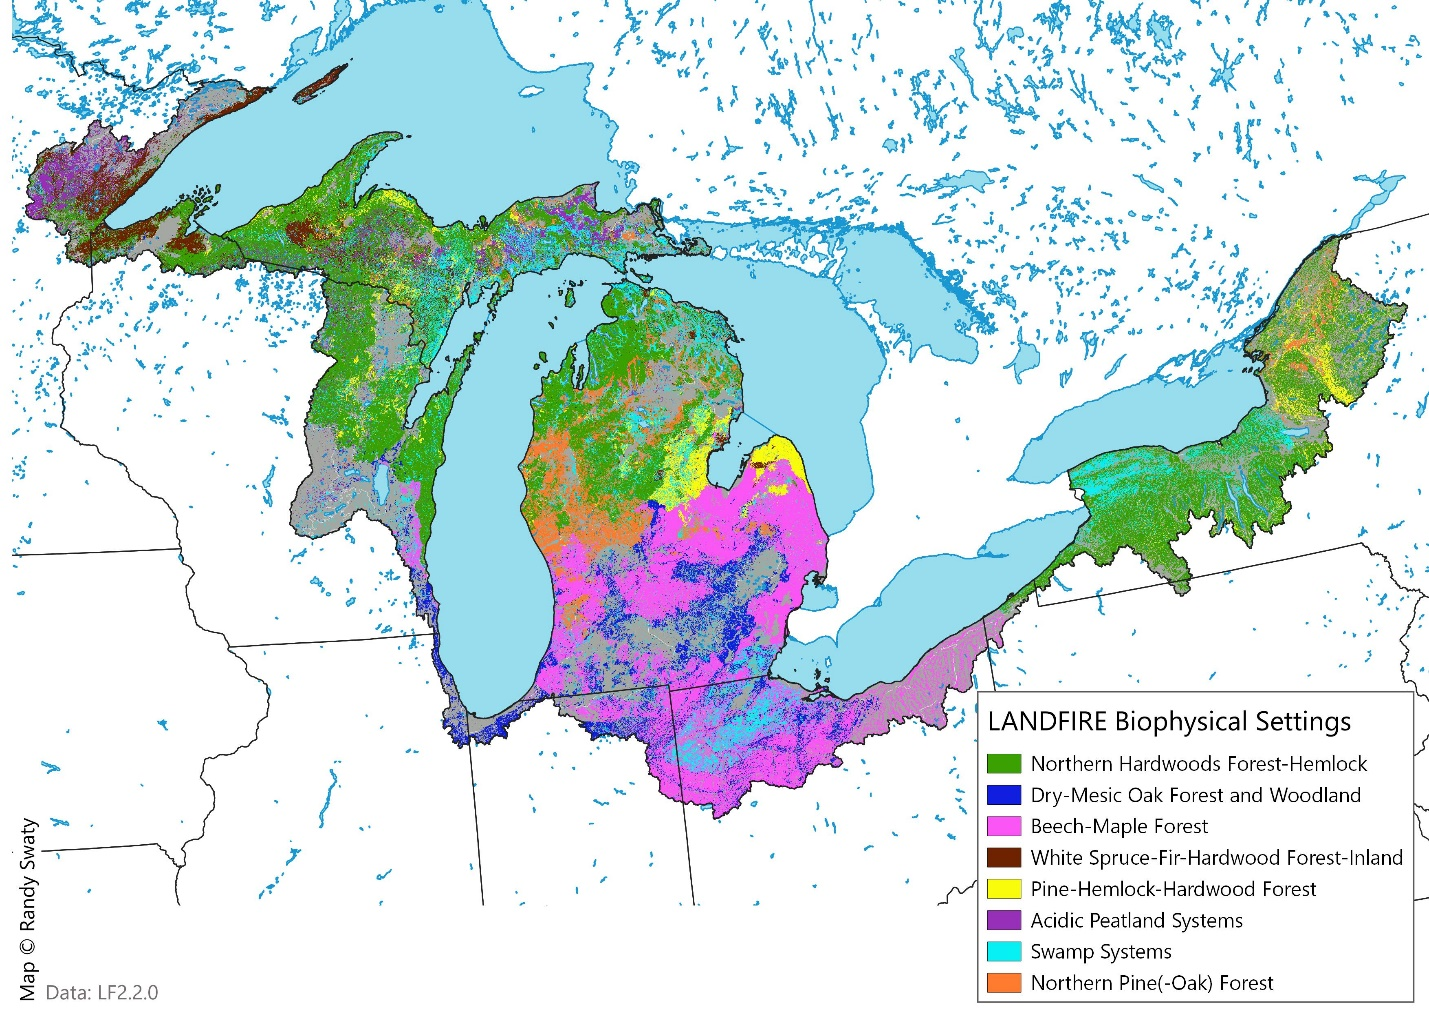 LANDFIRE Biophysical Settings
Northern Hardwoods Forest-Hemlock
Dry-Mesic Oak Forest and Woodland
Beech-Maple Forest
White Spruce-Fir-Hardwood Forest-Inland
Pine-Hemlock-Hardwood Forest
Acidic Peatland Systems
Swamp Systems
Northern Pine(-Oak) Forest
Map © Randy Swaty
Data: LF2.2.0